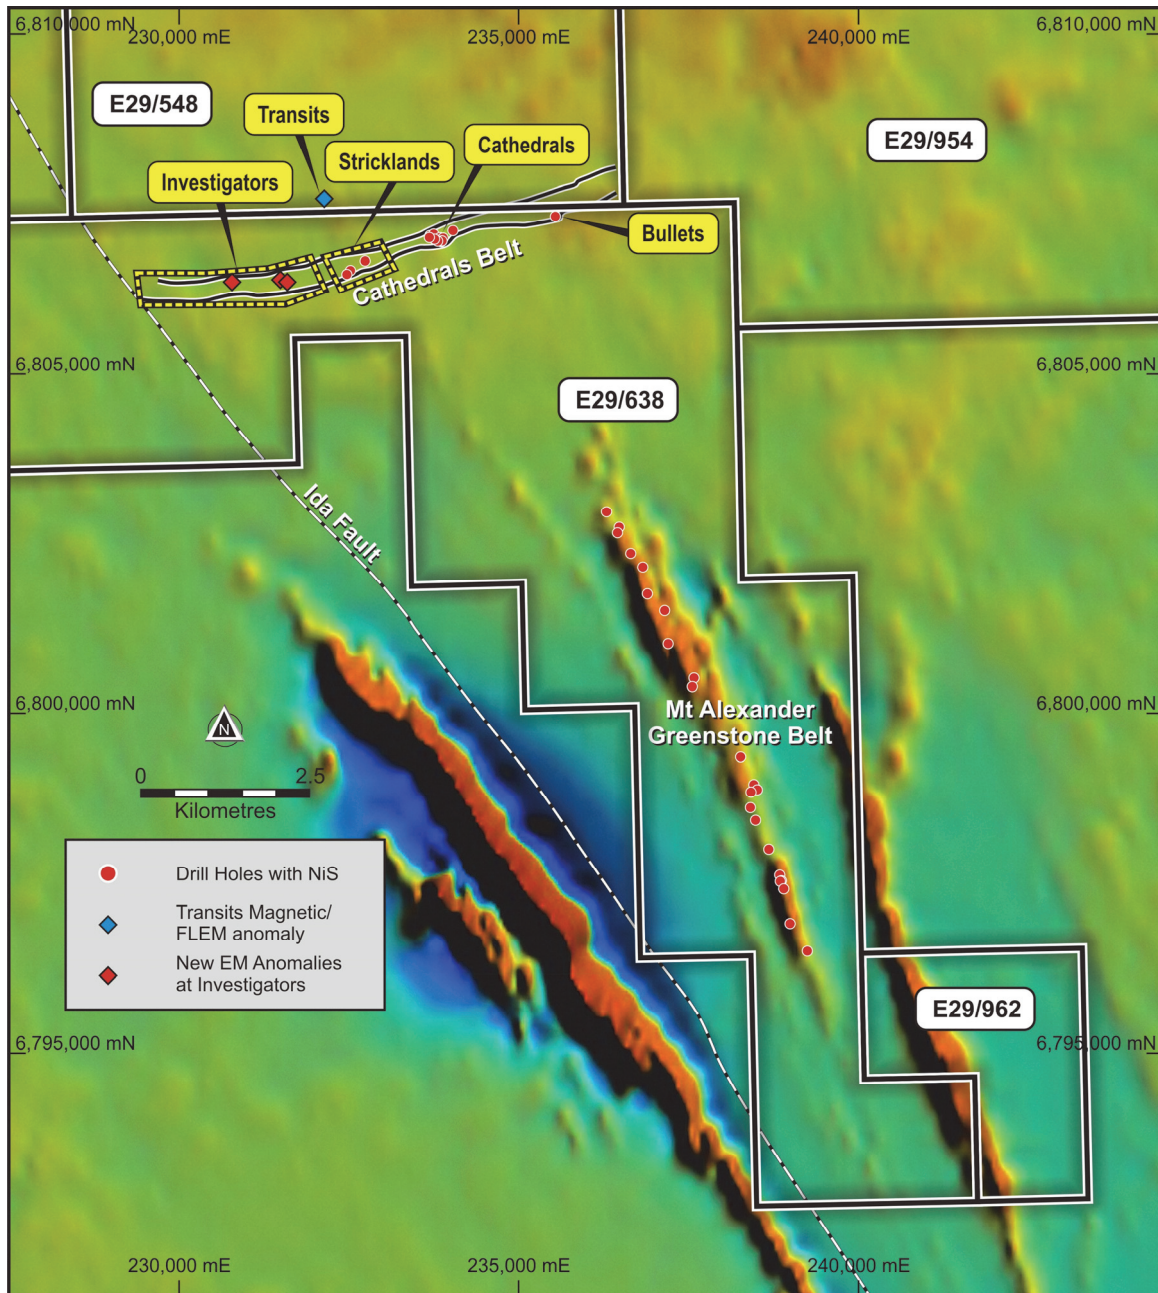 6,810,000 mN
230,000 mE
235,000 mE
240,000 mE
6,810,000 mN
E29/548
Transits
Stricklands
Cathedrals
E29/954
Investigators
Bullets
Cathedrals Belt
6,805,000 mN
6,805,000 mN
E29/638
Ida Fault
6,800,000 mN
Mt Alexander
Greenstone Belt
6,800,000 mN
N
0 2.5
Kilometres
Drill Holes with NiS
Transits Magnetic/
FLEM anomaly
New EM Anomalies
at Investigators
E29/962
6,795,000 mN
6,795,000 mN
230,000 mE
235,000 mE
240,000 mE